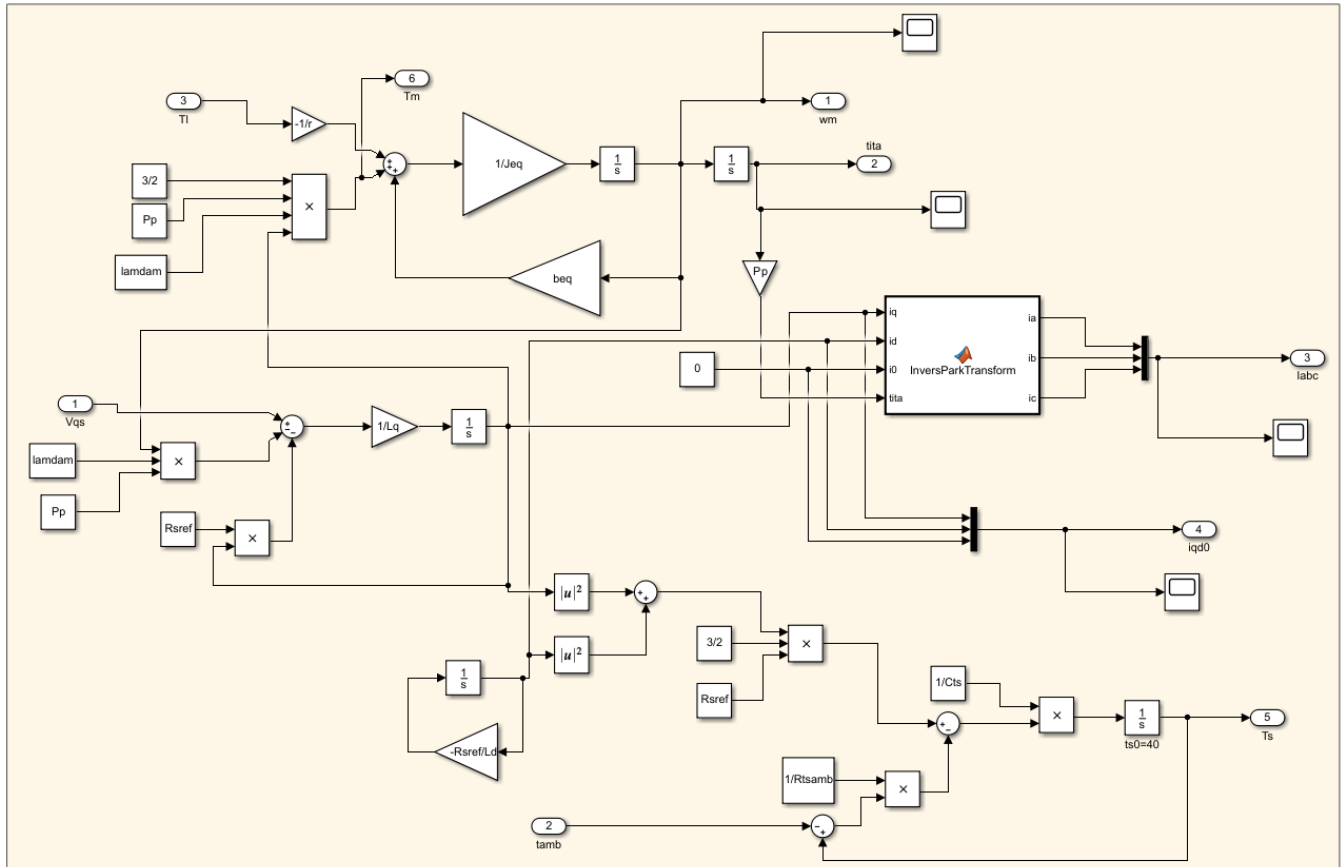 6
Tm
3
Tl
-1/r
1
wm
1/Jeq
1
s
1
s
tita
2
3/2
Pp
lamdam
×
beq
Pp
iq
id
i0
tita
InversParkTransform
ia
ib
ic
0
3
Iabc
1
Vqs
1/Lq
1
s
lamdam
Pp
×
Rsref
×
4
iqd0
|u|²
|u|²
3/2
Rsref
×
1
s
-Rsref/Ld
1/Cts
×
1
s
ts0=40
5
Ts
1/Rtsamb
×
2
tamb